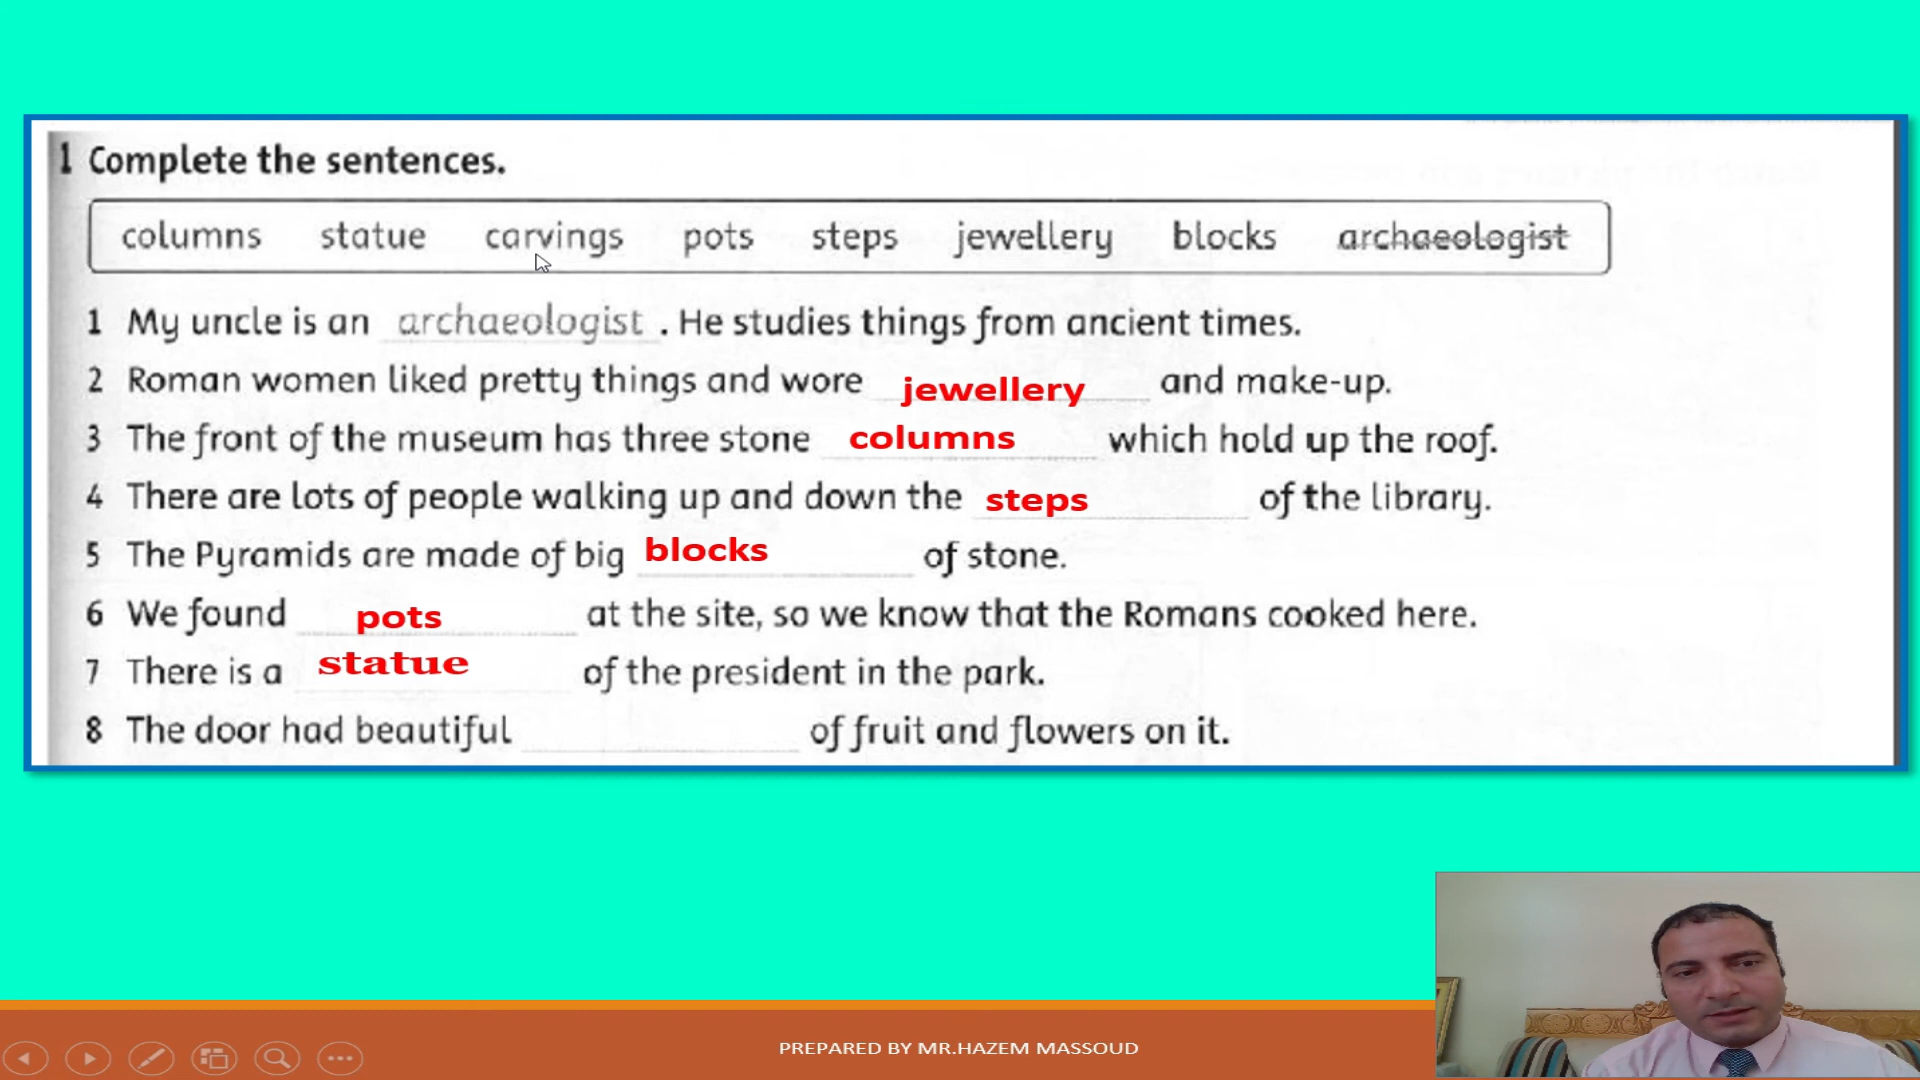 1 Complete the sentences.
columns statue carvings pots steps jewellery blocks archaeologist
1 My uncle is an archaeologist . He studies things from ancient times.
2 Roman women liked pretty things and wore jewellery and make-up.
3 The front of the museum has three stone columns which hold up the roof.
4 There are lots of people walking up and down the steps of the library.
5 The Pyramids are made of big blocks of stone.
6 We found pots at the site, so we know that the Romans cooked here.
7 There is a statue of the president in the park.
8 The door had beautiful of fruit and flowers on it.
PREPARED BY MR.HAZEM MASSOUD